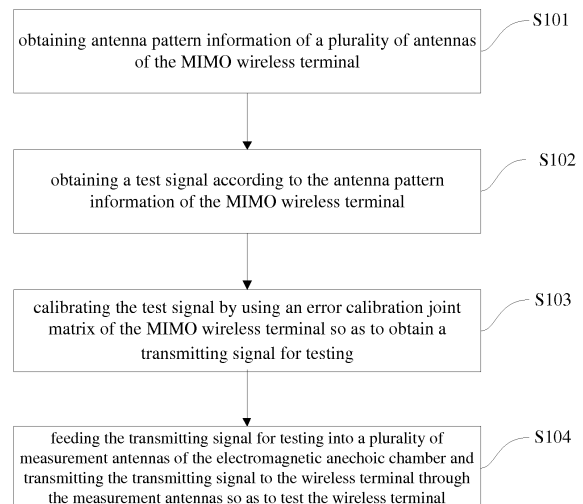 obtaining antenna pattern information of a plurality of antennas
of the MIMO wireless terminal
S101
obtaining a test signal according to the antenna pattern
information of the MIMO wireless terminal
S102
calibrating the test signal by using an error calibration joint
matrix of the MIMO wireless terminal so as to obtain a
transmitting signal for testing
S103
feeding the transmitting signal for testing into a plurality of
measurement antennas of the electromagnetic anechoic chamber and
transmitting the transmitting signal to the wireless terminal through
the measurement antennas so as to test the wireless terminal
S104